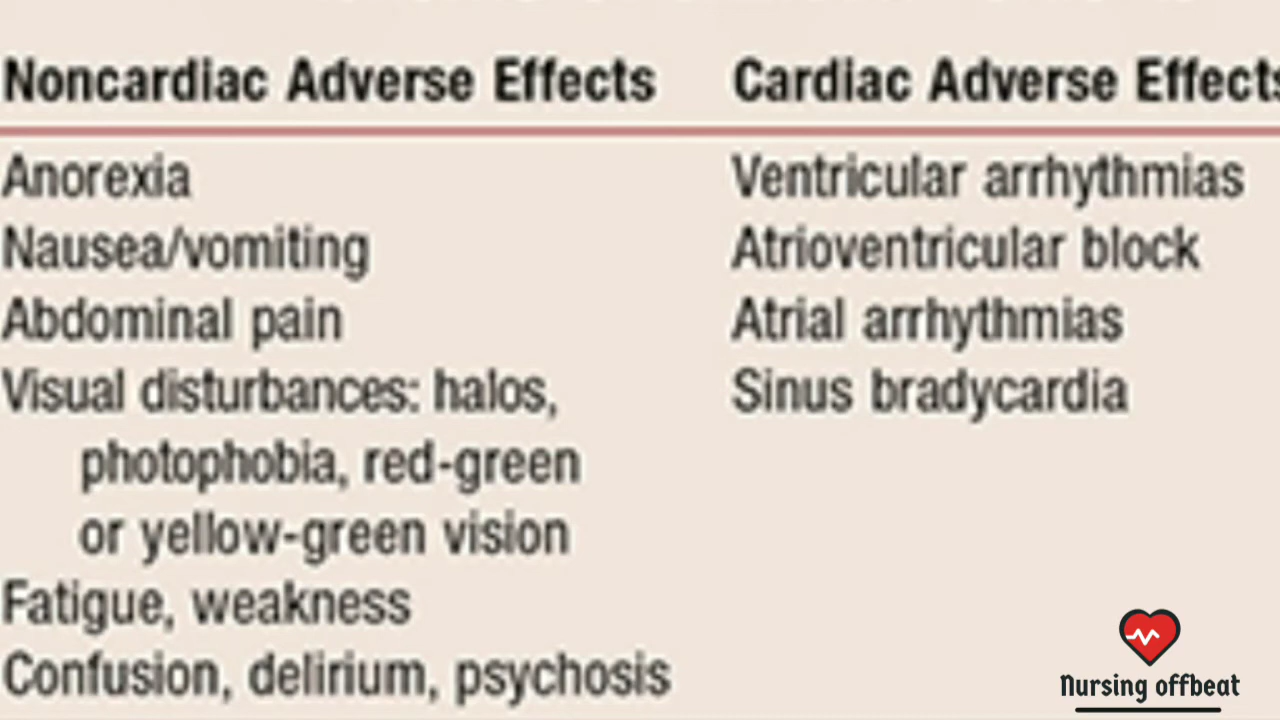 Noncardiac Adverse Effects
Anorexia
Nausea/vomiting
Abdominal pain
Visual disturbances: halos,
photophobia, red-green
or yellow-green vision
Fatigue, weakness
Confusion, delirium, psychosis
Cardiac Adverse Effects
Ventricular arrhythmias
Atrioventricular block
Atrial arrhythmias
Sinus bradycardia
Nursing offbeat